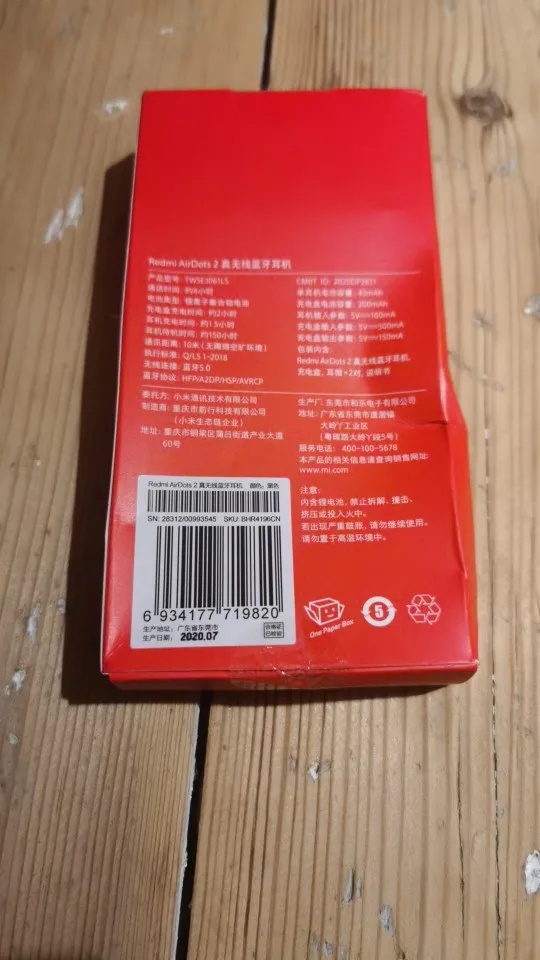 Redmi AirDots 2 真无线蓝牙耳机
产品型号: TWSEJ061LS
通话时间: 约4小时
电池类型: 锂离子聚合物电池
充电盒充电时间: 约2小时
耳机充电时间: 约1.5小时
耳机待机时间: 约150小时
通讯距离: 10米 (无障碍空旷环境)
执行标准: Q/LS 1-2018
无线连接: 蓝牙5.0
蓝牙协议: HFP/A2DP/HSP/AVRCP
CMIIT ID:
单耳机电池容量: 43mAh
充电盒电池容量: 300mAh
耳机输入参数: 5V⎓100mA
充电盒输入参数: 5V⎓500mA
充电盒输出参数: 5V⎓150mA
包装内含:
Redmi AirDots 2 真无线蓝牙耳机、
充电盒、耳帽×2对、说明书
委托方: 小米通讯技术有限公司
制造商: 重庆市前行科技有限公司
(小米生态链企业)
地址: 重庆市铜梁区蒲吕街道产业大道
60号
生产厂: 东莞市和乐电子有限公司
地址: 广东省东莞市道滘镇
大岭丫工业区
(粤晖路大岭丫段5号)
服务电话: 400-100-5678
本产品的相关信息请查询销售网址:
www.mi.com
注意:
内含锂电池, 禁止拆解、撞击、
挤压或投入火中。
若出现严重鼓胀, 请勿继续使用。
请勿置于高温环境中。
Redmi AirDots 2 真无线蓝牙耳机 颜色: 黑色
SN: 28312/00993545 SKU: BHR4196CN
6 934177 719820
生产地址: 广东省东莞市
生产日期: 2020.07
合格证
已检验
One Paper Box
5